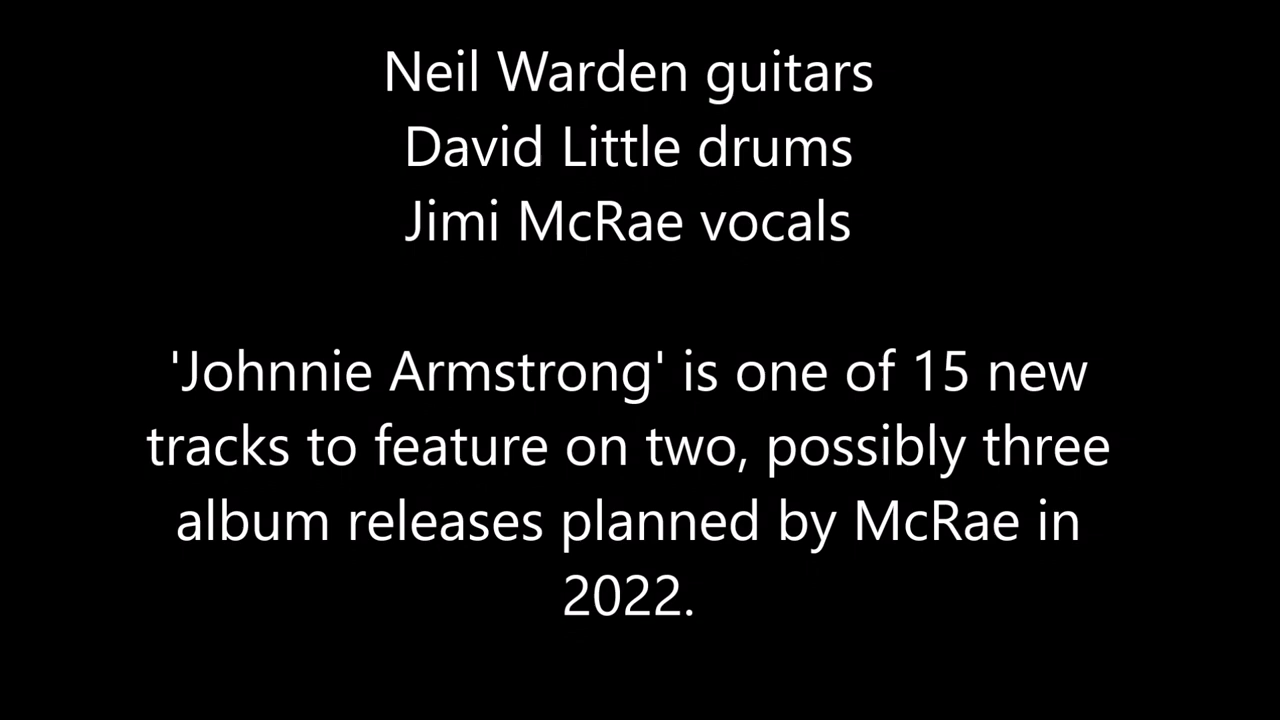 Neil Warden guitars
David Little drums
Jimi McRae vocals
'Johnnie Armstrong' is one of 15 new
tracks to feature on two, possibly three
album releases planned by McRae in
2022.